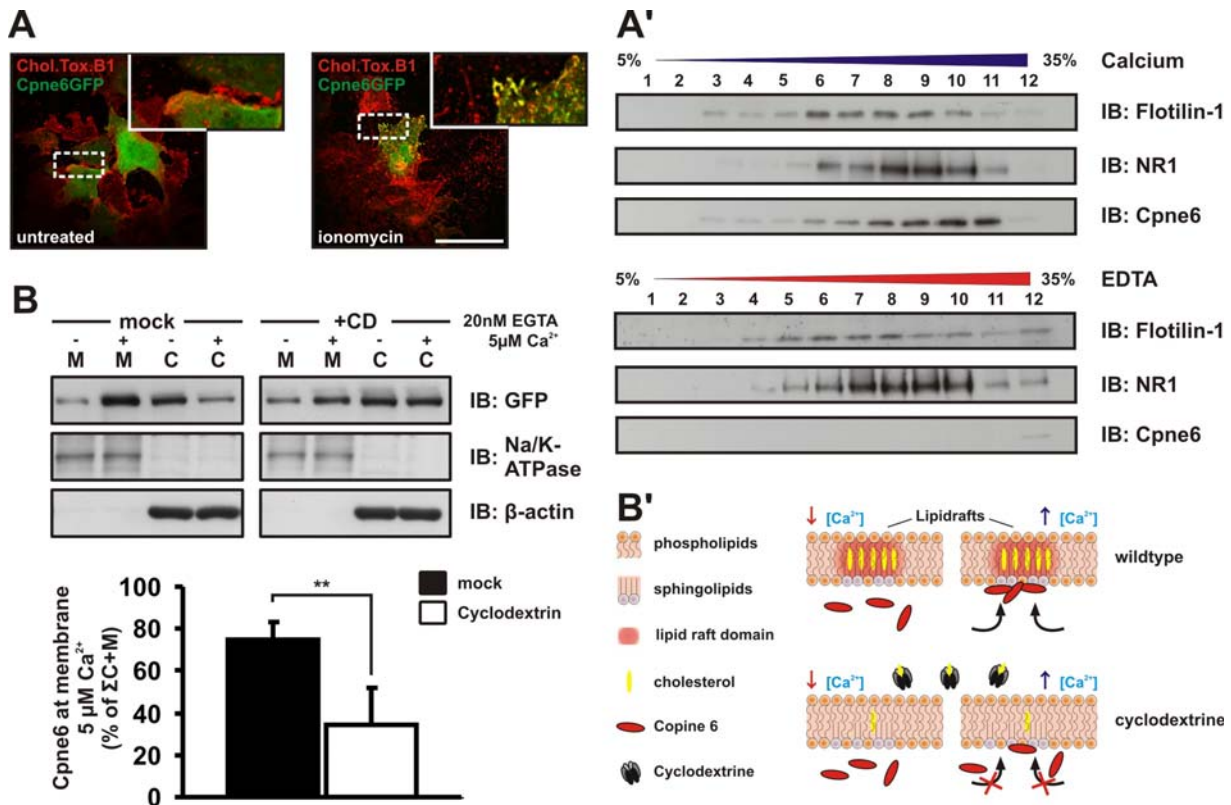 A
Chol.Tox.B1
Cpne6GFP
untreated
Chol.Tox.B1
Cpne6GFP
ionomycin
A'
5% 35% Calcium
1 2 3 4 5 6 7 8 9 10 11 12
IB: Flotilin-1
IB: NR1
IB: Cpne6
5% 35% EDTA
1 2 3 4 5 6 7 8 9 10 11 12
IB: Flotilin-1
IB: NR1
IB: Cpne6
B
mock +CD 20nM EGTA
- + - + - + - + 5µM Ca²⁺
M M C C M M C C
IB: GFP
IB: Na/K-
ATPase
IB: β-actin
Cpne6 at membrane
5 µM Ca²⁺
(% of ΣC+M)
100
80
60
40
20
0
**
mock
Cyclodextrin
B'
phospholipids
sphingolipids
lipid raft domain
cholesterol
Copine 6
Cyclodextrine
↓ [Ca²⁺] Lipidrafts ↑ [Ca²⁺]
wildtype
↓ [Ca²⁺] ↑ [Ca²⁺]
cyclodextrine